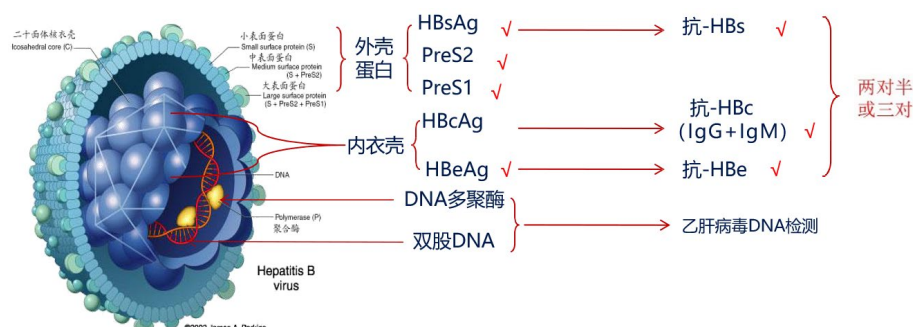 二十面体核衣壳
Icosahedral core (C)
小表面蛋白
Small surface protein (S)
中表面蛋白
Medium surface protein
(S + PreS2)
大表面蛋白
Large surface protein
(S + PreS2 + PreS1)
外壳
蛋白
HBsAg √
PreS2 √
PreS1 √
抗-HBs √
内衣壳
HBcAg
HBeAg √
抗-HBc
(IgG+IgM) √
抗-HBe √
两对半
或三对
DNA
Polymerase (P)
聚合酶
DNA多聚酶
双股DNA
乙肝病毒DNA检测
Hepatitis B
virus